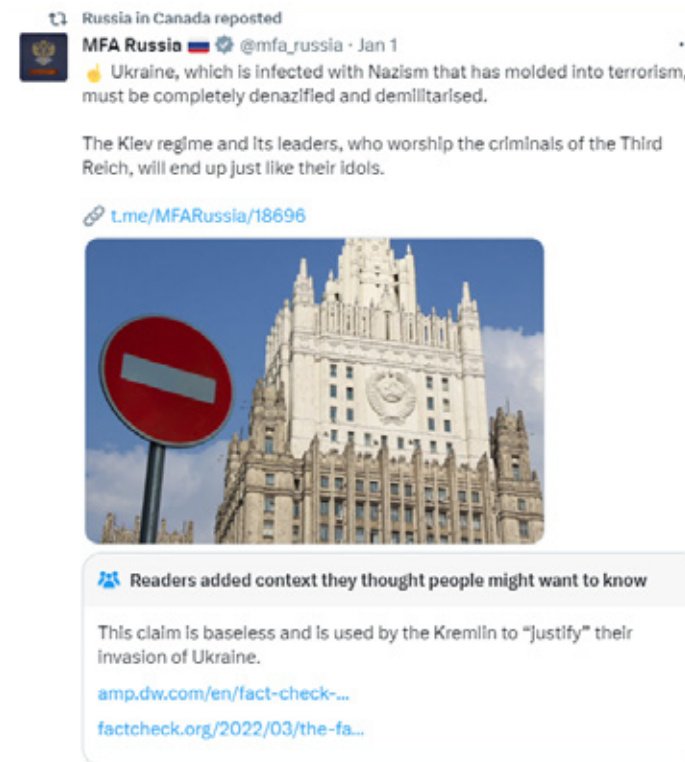 Russia in Canada reposted
MFA Russia @mfa_russia · Jan 1
Ukraine, which is infected with Nazism that has molded into terrorism,
must be completely denazified and demilitarised.
The Kiev regime and its leaders, who worship the criminals of the Third
Reich, will end up just like their idols.
t.me/MFARussia/18696
Readers added context they thought people might want to know
This claim is baseless and is used by the Kremlin to “justify” their
invasion of Ukraine.
amp.dw.com/en/fact-check-...
factcheck.org/2022/03/the-fa...